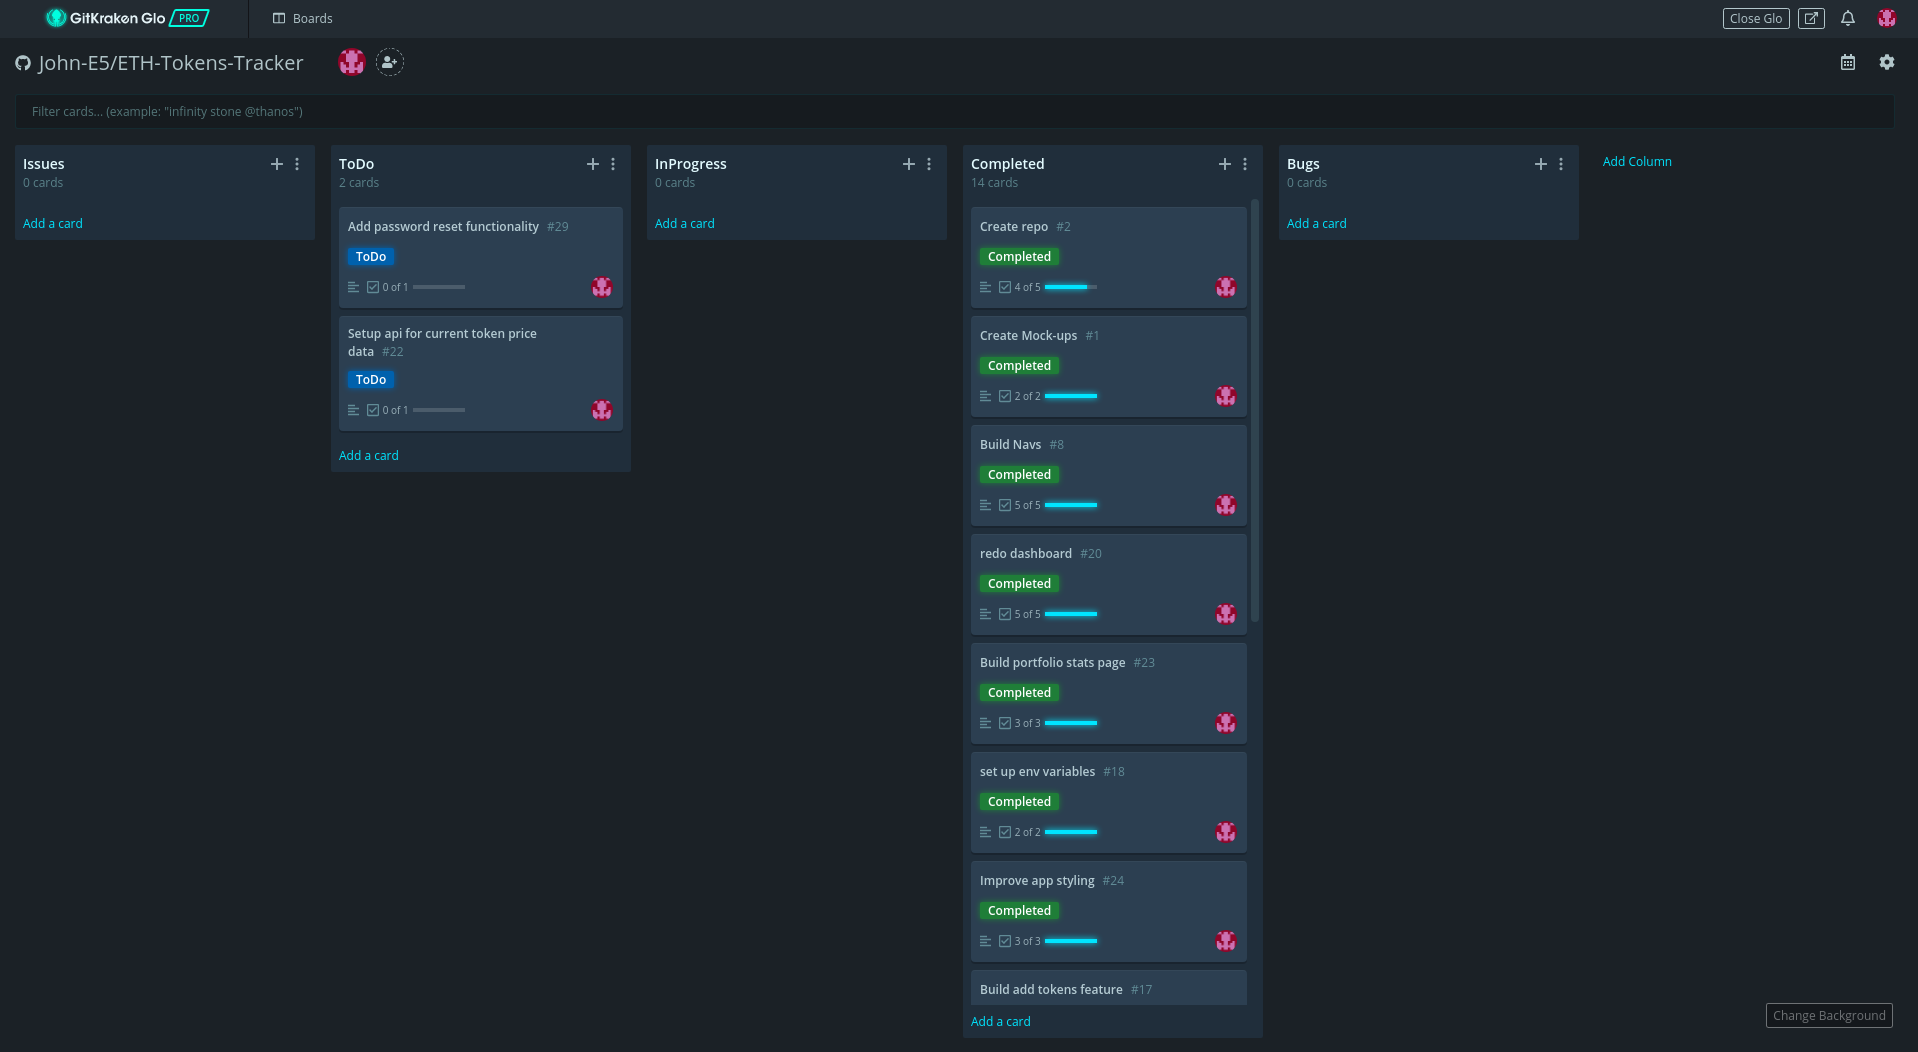 GitKraken Glo PRO
Boards
Close Glo
John-E5/ETH-Tokens-Tracker
Filter cards... (example: "infinity stone @thanos")
Issues
0 cards
Add a card
ToDo
2 cards
Add password reset functionality #29
ToDo
0 of 1
Setup api for current token price
data #22
ToDo
0 of 1
Add a card
InProgress
0 cards
Add a card
Completed
14 cards
Create repo #2
Completed
4 of 5
Create Mock-ups #1
Completed
2 of 2
Build Navs #8
Completed
5 of 5
redo dashboard #20
Completed
5 of 5
Build portfolio stats page #23
Completed
3 of 3
set up env variables #18
Completed
2 of 2
Improve app styling #24
Completed
3 of 3
Build add tokens feature #17
Add a card
Bugs
0 cards
Add a card
Add Column
Change Background